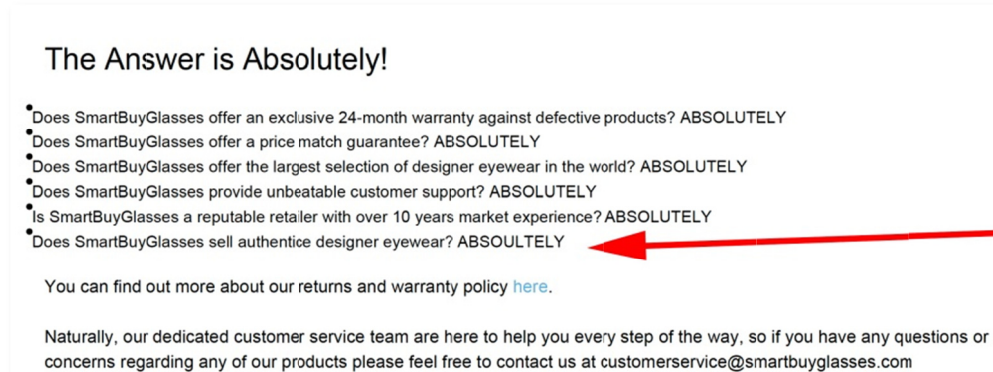 The Answer is Absolutely!
Does SmartBuyGlasses offer an exclusive 24-month warranty against defective products? ABSOLUTELY
Does SmartBuyGlasses offer a price match guarantee? ABSOLUTELY
Does SmartBuyGlasses offer the largest selection of designer eyewear in the world? ABSOLUTELY
Does SmartBuyGlasses provide unbeatable customer support? ABSOLUTELY
Is SmartBuyGlasses a reputable retailer with over 10 years market experience? ABSOLUTELY
Does SmartBuyGlasses sell authentice designer eyewear? ABSOULTELY
You can find out more about our returns and warranty policy here.
Naturally, our dedicated customer service team are here to help you every step of the way, so if you have any questions or
concerns regarding any of our products please feel free to contact us at customerservice@smartbuyglasses.com